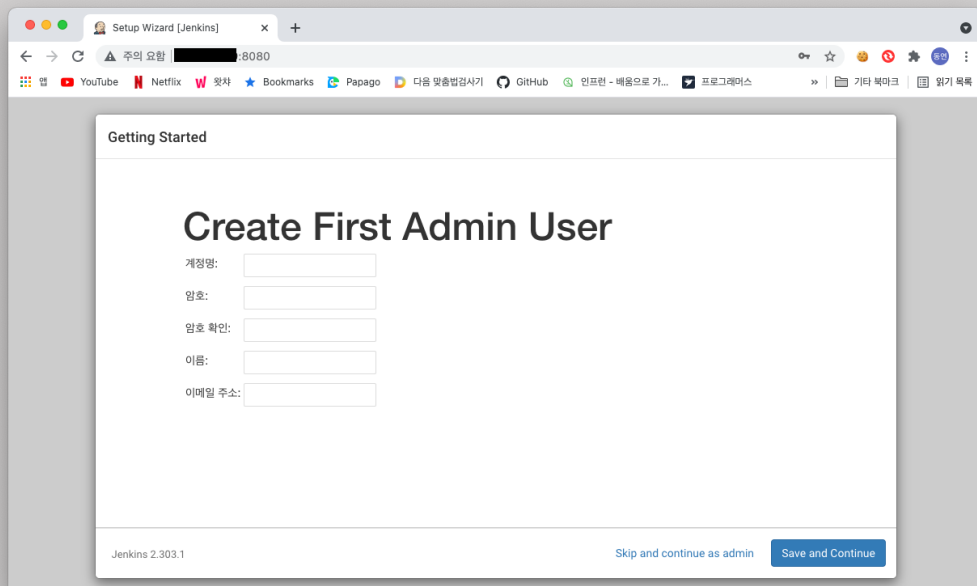 Setup Wizard [Jenkins]
주의 요함 :8080
동연
앱 YouTube Netflix 왓챠 Bookmarks Papago 다음 맞춤법검사기 GitHub 인프런 - 배움으로 가... 프로그래머스 » 기타 북마크 읽기 목록
Getting Started
Create First Admin User
계정명:
암호:
암호 확인:
이름:
이메일 주소:
Jenkins 2.303.1 Skip and continue as admin Save and Continue